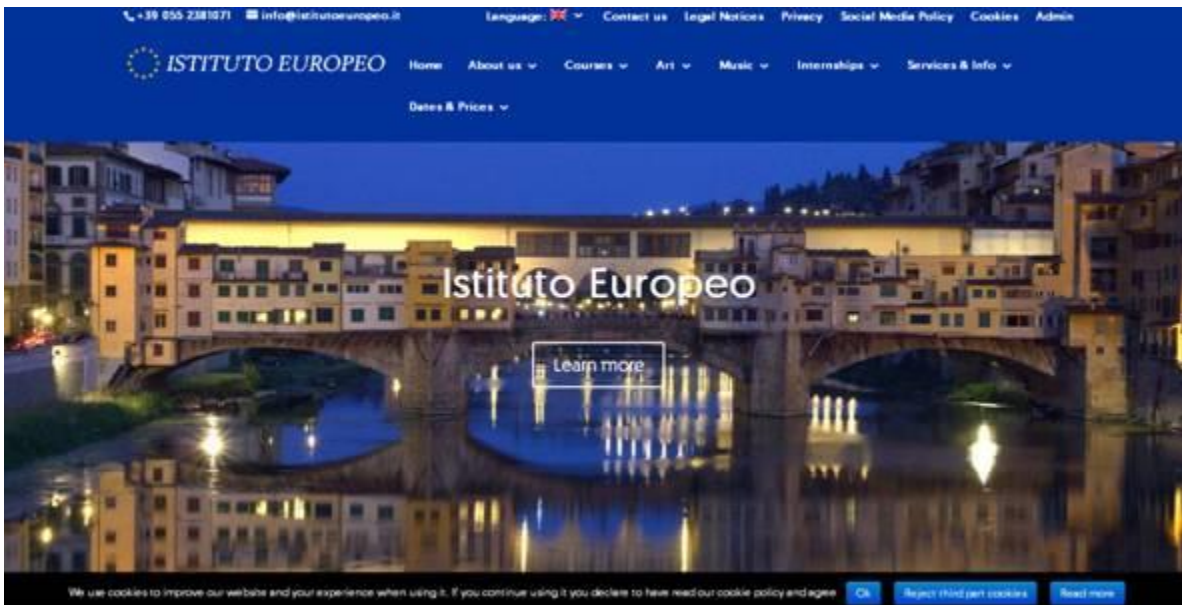 +39 055 2381071 info@istitutoeuropeo.it Language: Contact us Legal Notices Privacy Social Media Policy Cookies Admin
ISTITUTO EUROPEO Home About us Courses Art Music Internships Services & Info
Dates & Prices
Istituto Europeo
Learn more
We use cookies to improve our website and your experience when using it. If you continue using it you declare to have read our cookie policy and agree Ok Reject third part cookies Read more